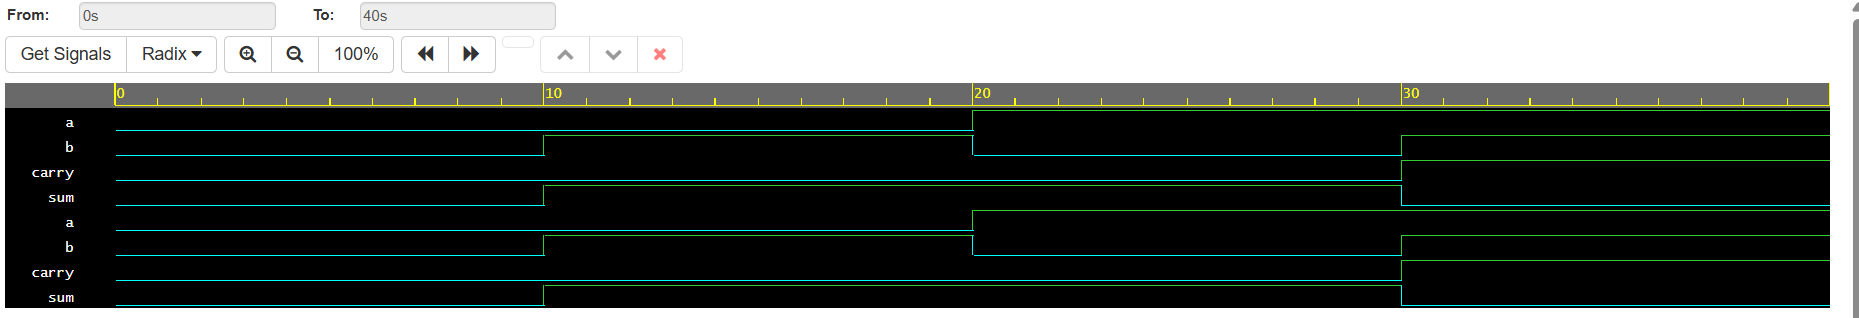 From: 0s To: 40s
Get Signals Radix 100%
0 10 20 30
a
b
carry
sum
a
b
carry
sum